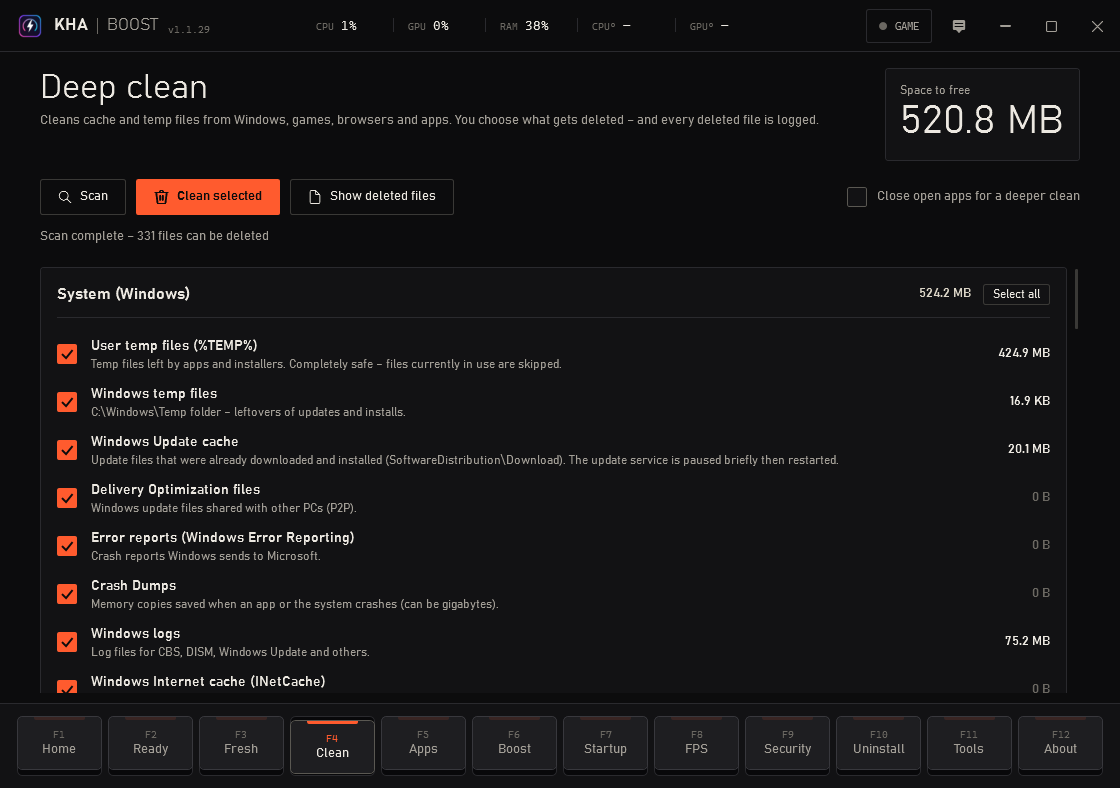 KHA | BOOST v1.1.29
CPU 1%
GPU 0%
RAM 38%
CPU° —
GPU° —
GAME
Deep clean
Cleans cache and temp files from Windows, games, browsers and apps. You choose what gets deleted – and every deleted file is logged.
Space to free
520.8 MB
Scan
Clean selected
Show deleted files
Close open apps for a deeper clean
Scan complete – 331 files can be deleted
System (Windows)
524.2 MB
Select all
User temp files (%TEMP%)
Temp files left by apps and installers. Completely safe – files currently in use are skipped.
424.9 MB
Windows temp files
C:\Windows\Temp folder – leftovers of updates and installs.
16.9 KB
Windows Update cache
Update files that were already downloaded and installed (SoftwareDistribution\Download). The update service is paused briefly then restarted.
20.1 MB
Delivery Optimization files
Windows update files shared with other PCs (P2P).
0 B
Error reports (Windows Error Reporting)
Crash reports Windows sends to Microsoft.
0 B
Crash Dumps
Memory copies saved when an app or the system crashes (can be gigabytes).
0 B
Windows logs
Log files for CBS, DISM, Windows Update and others.
75.2 MB
Windows Internet cache (INetCache)
0 B
F1
Home
F2
Ready
F3
Fresh
F4
Clean
F5
Apps
F6
Boost
F7
Startup
F8
FPS
F9
Security
F10
Uninstall
F11
Tools
F12
About